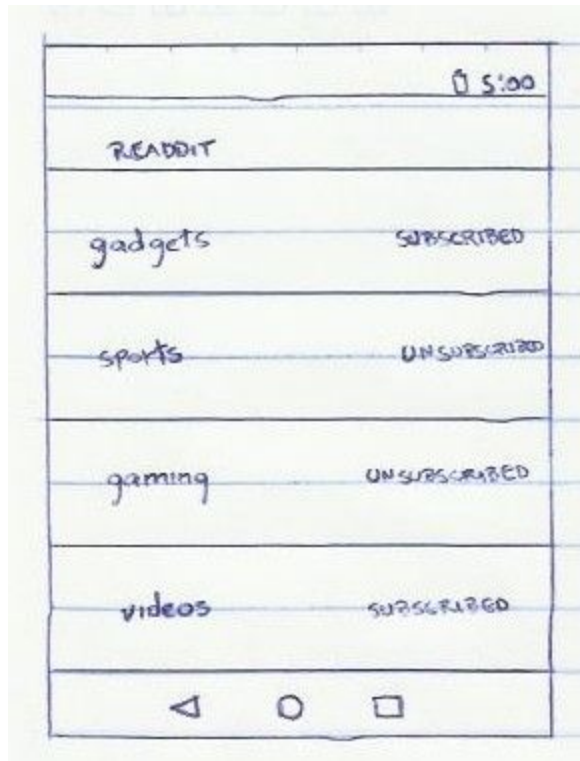 5:00
READDIT
gadgets SUBSCRIBED
sports UNSUBSCRIBED
gaming UNSUBSCRIBED
videos SUBSCRIBED